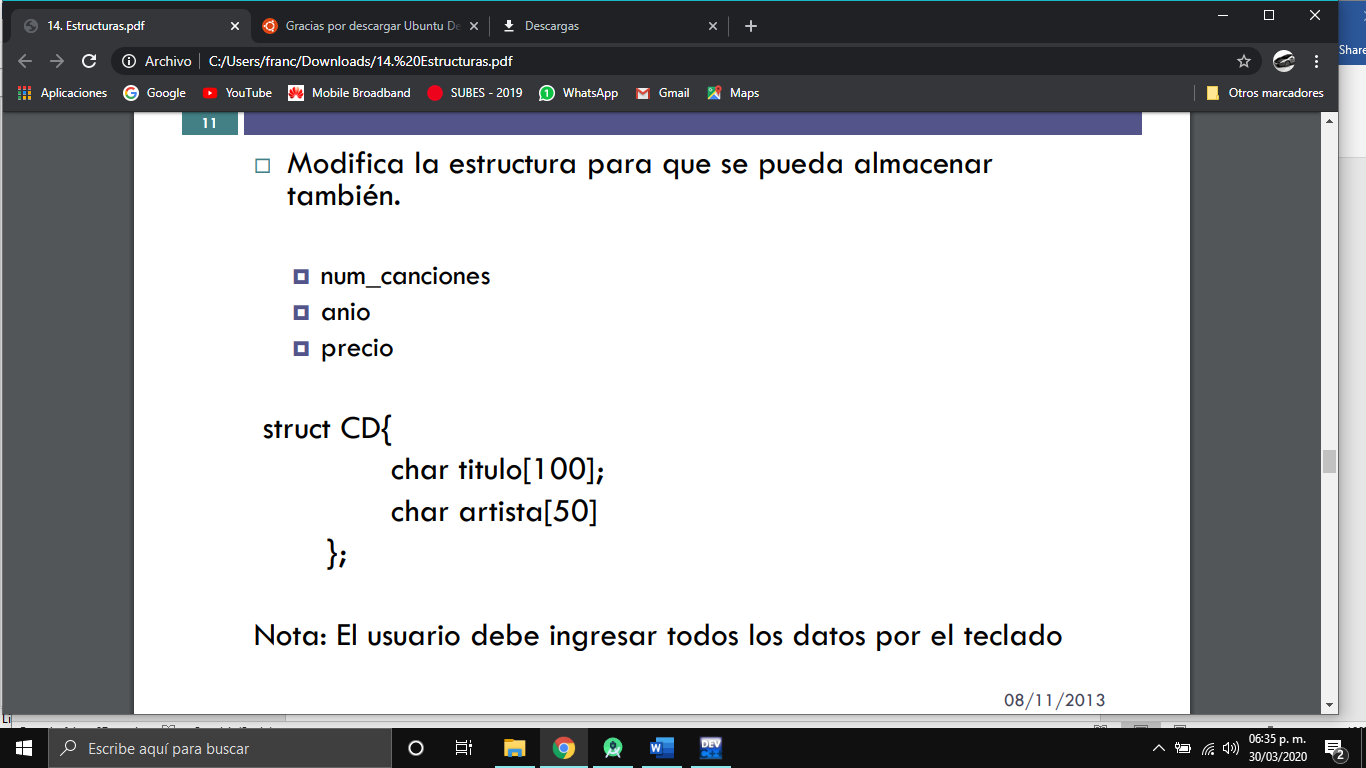 14. Estructuras.pdf
Gracias por descargar Ubuntu De
Descargas
Share
Archivo
C:/Users/franc/Downloads/14.%20Estructuras.pdf
Aplicaciones
Google
YouTube
Mobile Broadband
SUBES - 2019
1
WhatsApp
Gmail
Maps
Otros marcadores
11
Modifica la estructura para que se pueda almacenar
también.
num_canciones
anio
precio
struct CD{
char titulo[100];
char artista[50]
};
Nota: El usuario debe ingresar todos los datos por el teclado
08/11/2013
Escribe aquí para buscar
DEV
C++
06:35 p. m.
30/03/2020
2